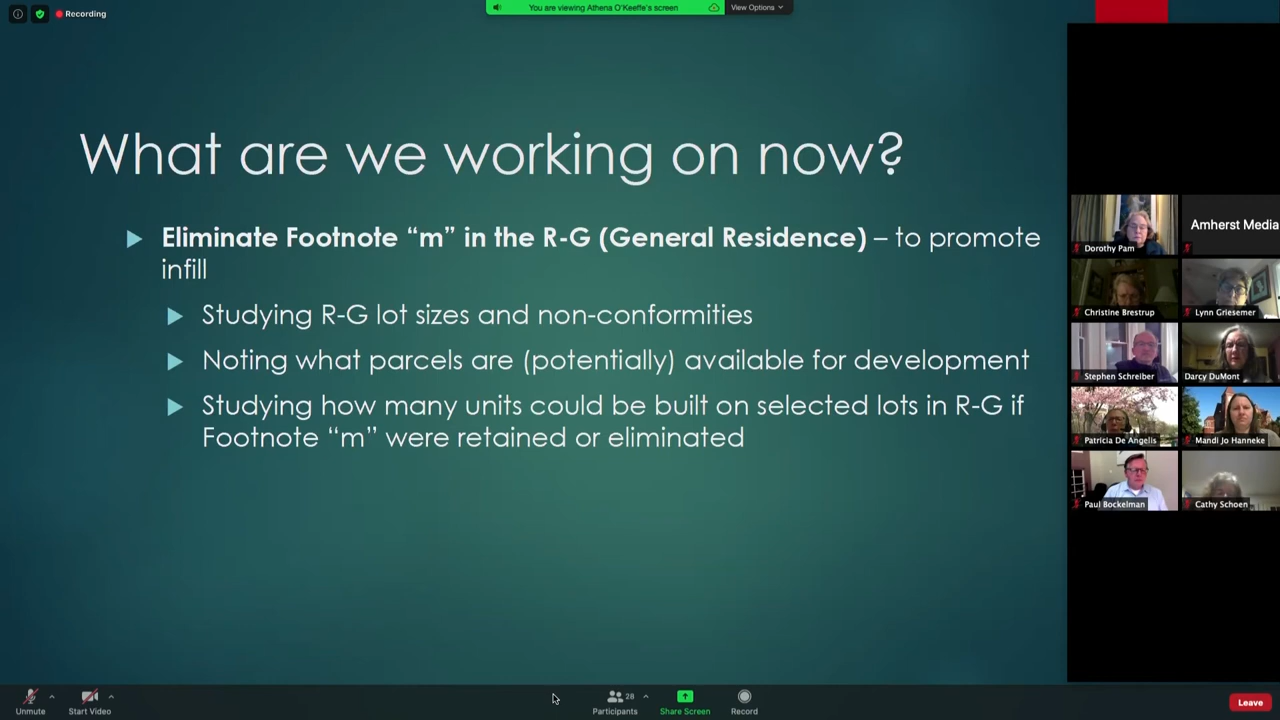 Recording
You are viewing Athena O'Keeffe's screen
View Options
What are we working on now?
Eliminate Footnote “m” in the R-G (General Residence) – to promote
infill
Studying R-G lot sizes and non-conformities
Noting what parcels are (potentially) available for development
Studying how many units could be built on selected lots in R-G if
Footnote “m” were retained or eliminated
Dorothy Pam
Amherst Media
Christine Brestrup
Lynn Griesemer
Stephen Schreiber
Darcy DuMont
Patricia De Angelis
Mandi Jo Hanneke
Paul Bockelman
Cathy Schoen
Unmute
Start Video
28
Participants
Share Screen
Record
Leave